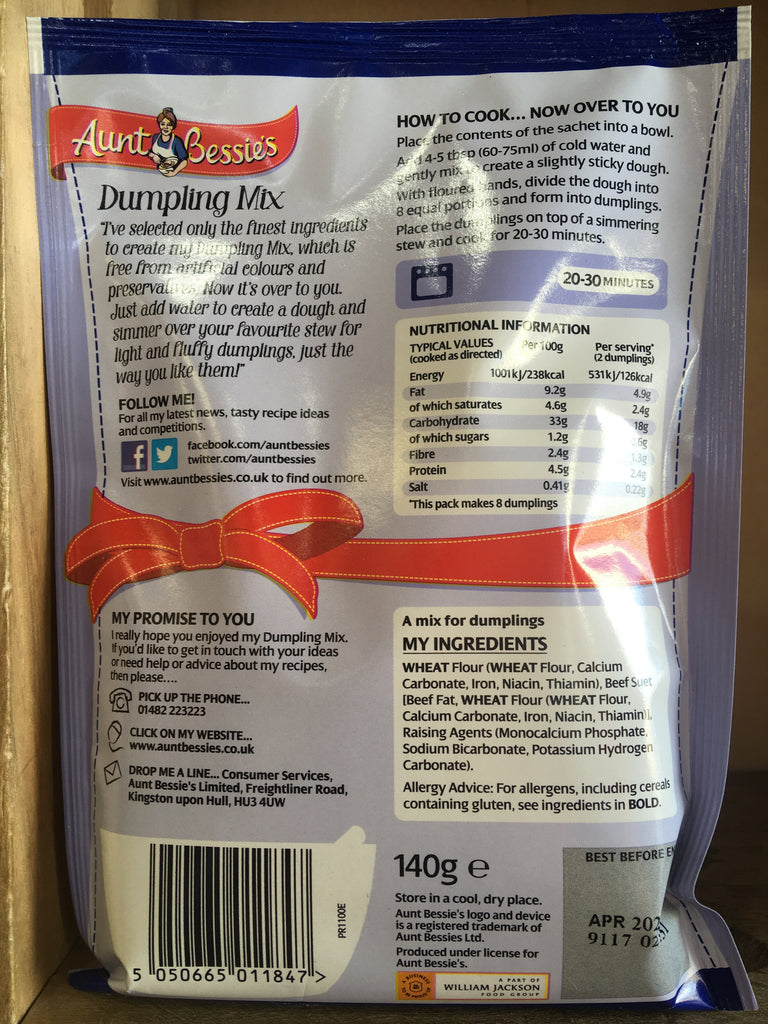 Aunt Bessie's
Dumpling Mix
"I've selected only the finest ingredients
to create my Dumpling Mix, which is
free from artificial colours and
preservatives. Now it's over to you.
Just add water to create a dough and
simmer over your favourite stew for
light and fluffy dumplings, just the
way you like them!"
FOLLOW ME!
For all my latest news, tasty recipe ideas
and competitions.
facebook.com/auntbessies
twitter.com/auntbessies
Visit www.auntbessies.co.uk to find out more.
HOW TO COOK... NOW OVER TO YOU
Place the contents of the sachet into a bowl.
Add 4-5 tbsp (60-75ml) of cold water and
gently mix to create a slightly sticky dough.
With floured hands, divide the dough into
8 equal portions and form into dumplings.
Place the dumplings on top of a simmering
stew and cook for 20-30 minutes.
20-30 MINUTES
NUTRITIONAL INFORMATION
TYPICAL VALUES Per 100g Per serving*
(cooked as directed) (2 dumplings)
Energy 1001kJ/238kcal 531kJ/126kcal
Fat 9.2g 4.9g
of which saturates 4.6g 2.4g
Carbohydrate 33g 18g
of which sugars 1.2g
Fibre 2.4g 1.3g
Protein 4.5g 2.4g
Salt 0.41g 0.22g
*This pack makes 8 dumplings
MY PROMISE TO YOU
I really hope you enjoyed my Dumpling Mix.
If you'd like to get in touch with your ideas
or need help or advice about my recipes,
then please....
PICK UP THE PHONE...
01482 223223
CLICK ON MY WEBSITE...
www.auntbessies.co.uk
DROP ME A LINE... Consumer Services,
Aunt Bessie's Limited, Freightliner Road,
Kingston upon Hull, HU3 4UW
A mix for dumplings
MY INGREDIENTS
WHEAT Flour (WHEAT Flour, Calcium
Carbonate, Iron, Niacin, Thiamin), Beef Suet
[Beef Fat, WHEAT Flour (WHEAT Flour,
Calcium Carbonate, Iron, Niacin, Thiamin)],
Raising Agents (Monocalcium Phosphate,
Sodium Bicarbonate, Potassium Hydrogen
Carbonate).
Allergy Advice: For allergens, including cereals
containing gluten, see ingredients in BOLD.
PR1100E
5 050665 011847 >
140g e
Store in a cool, dry place.
Aunt Bessie's logo and device
is a registered trademark of
Aunt Bessies Ltd.
Produced under license for
Aunt Bessie's.
A PART OF
WILLIAM JACKSON
FOOD GROUP
BEST BEFORE
APR
9117